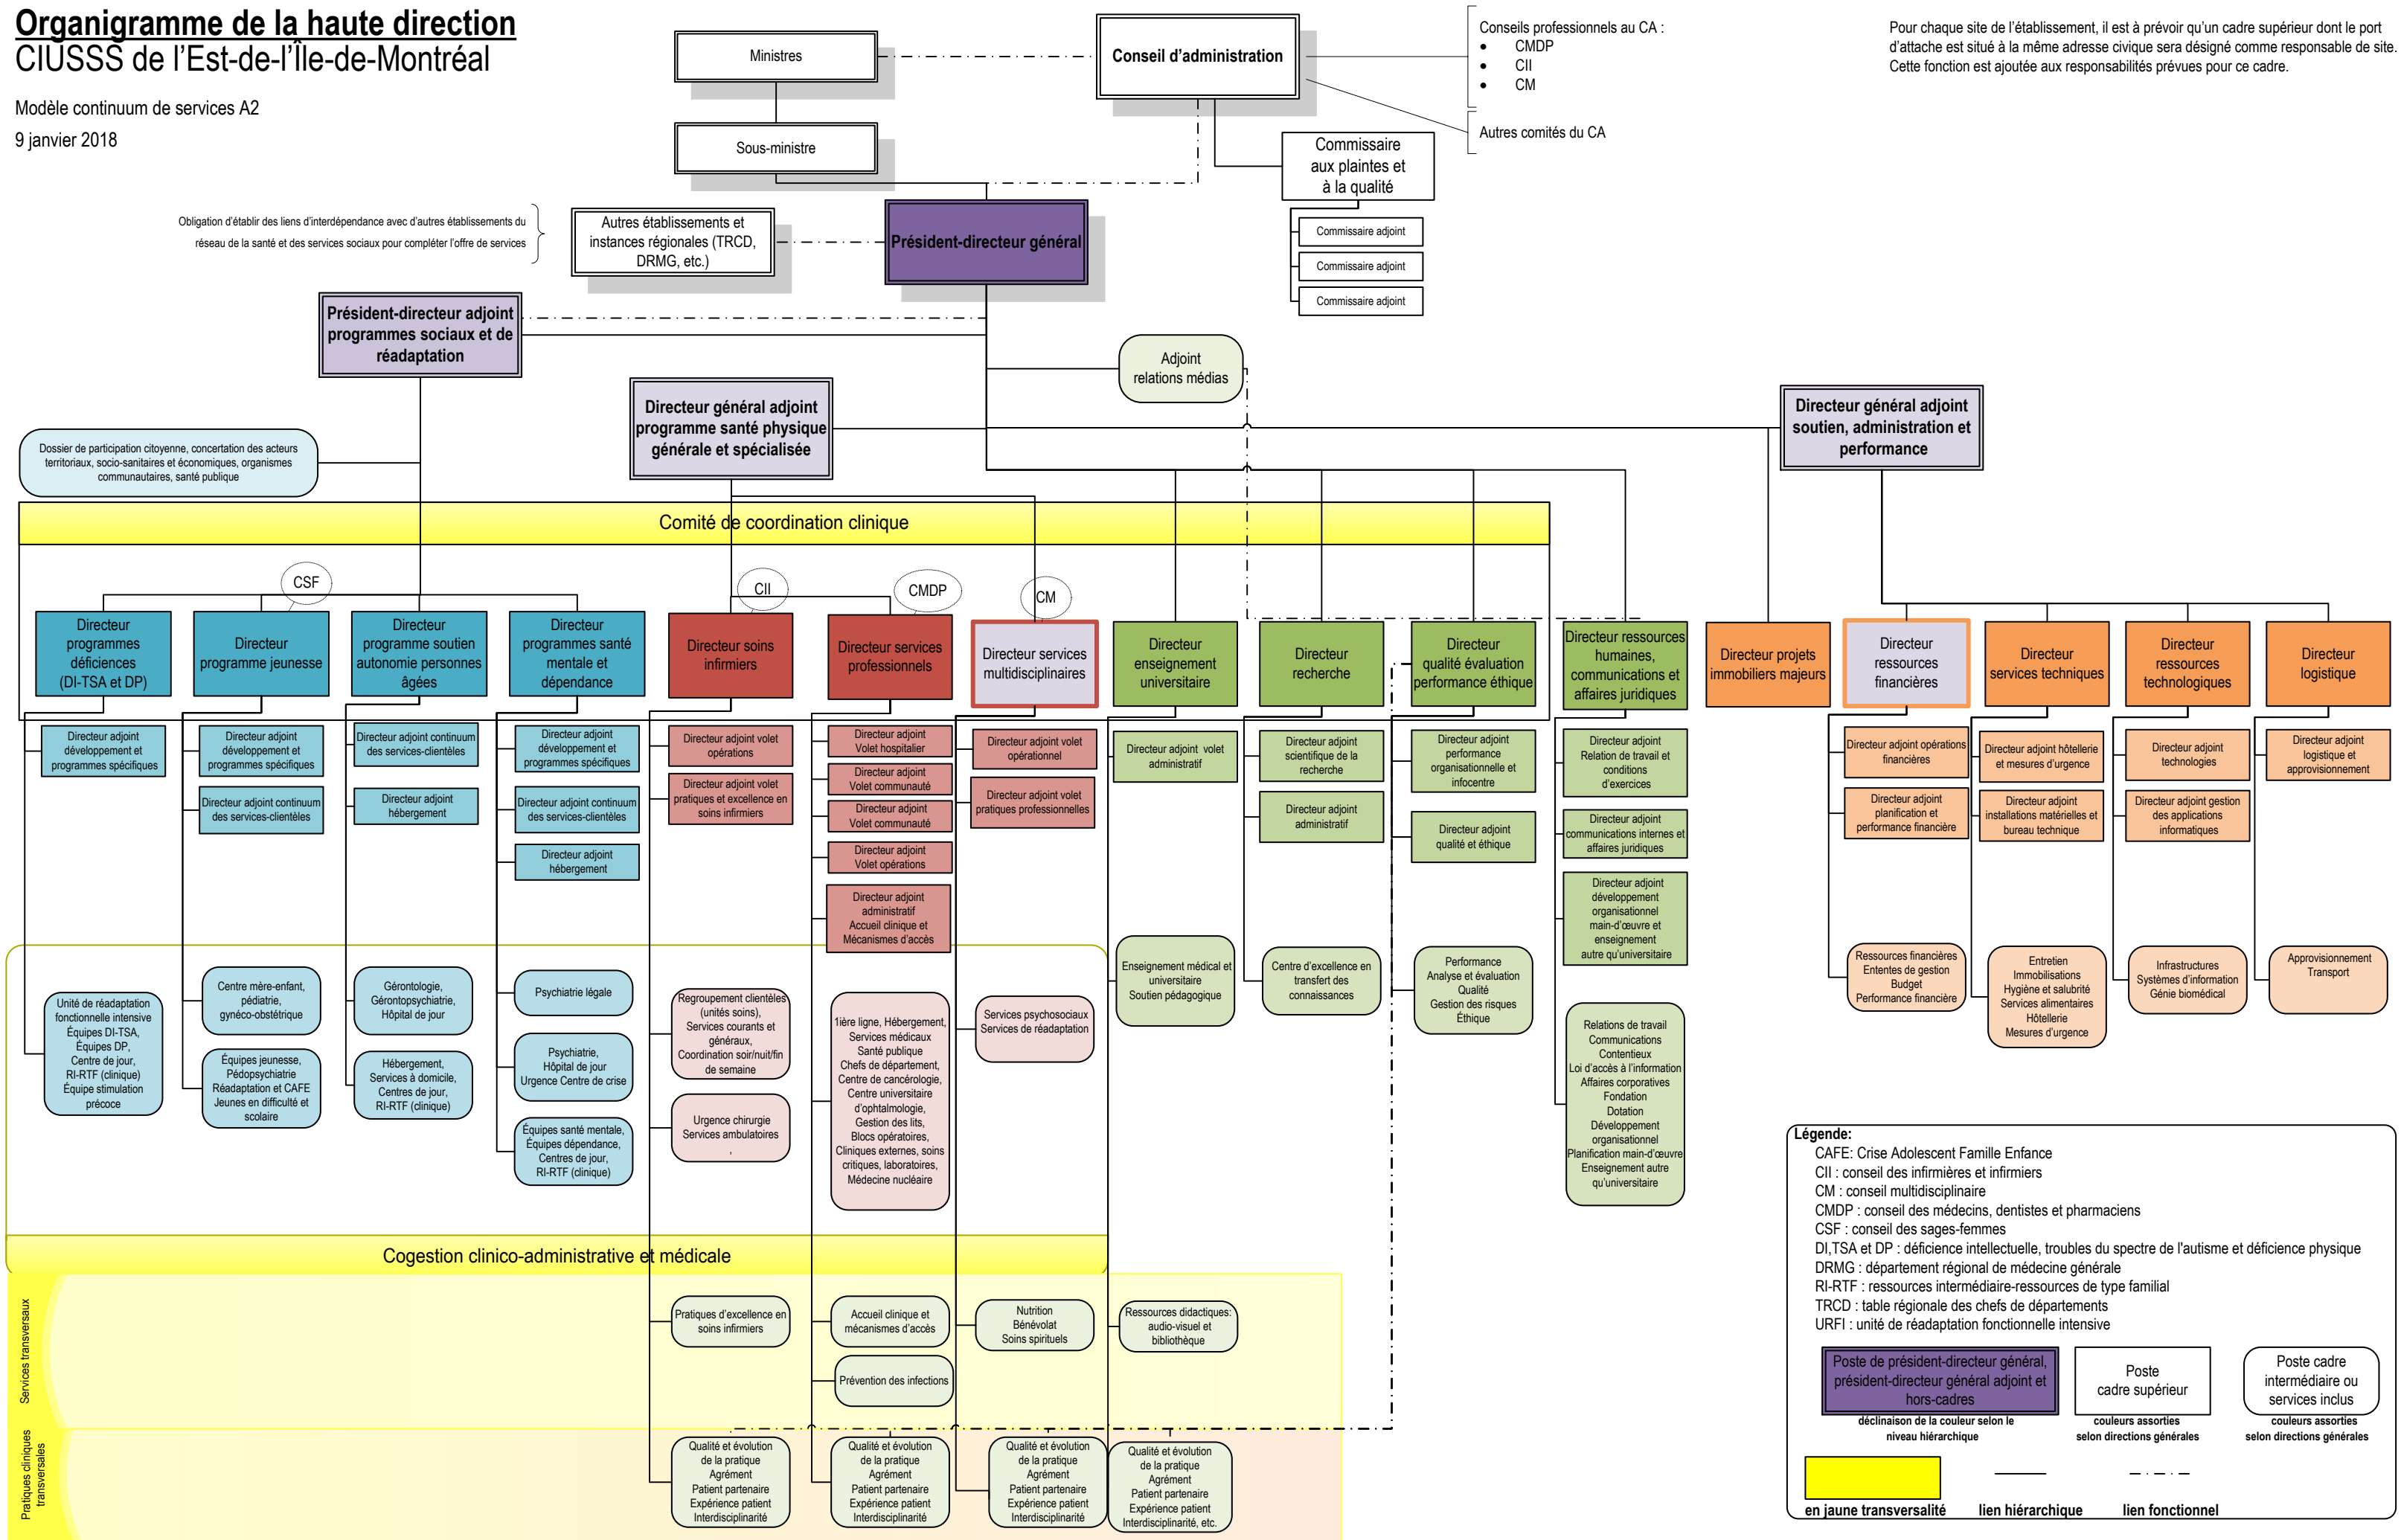 Organigramme de la haute direction
CIUSSS de l'Est-de-l'Île-de-Montréal
Modèle continuum de services A2
9 janvier 2018
Ministres
Sous-ministre
Conseil d'administration
Conseils professionnels au CA :
• CMDP
• CII
• CM
Autres comités du CA
Pour chaque site de l'établissement, il est à prévoir qu'un cadre supérieur dont le port
d'attache est situé à la même adresse civique sera désigné comme responsable de site.
Cette fonction est ajoutée aux responsabilités prévues pour ce cadre.
Commissaire
aux plaintes et
à la qualité
Commissaire adjoint
Commissaire adjoint
Commissaire adjoint
Obligation d'établir des liens d'interdépendance avec d'autres établissements du
réseau de la santé et des services sociaux pour compléter l'offre de services
Autres établissements et
instances régionales (TRCD,
DRMG, etc.)
Président-directeur général
Président-directeur adjoint
programmes sociaux et de
réadaptation
Adjoint
relations médias
Directeur général adjoint
programme santé physique
générale et spécialisée
Directeur général adjoint
soutien, administration et
performance
Dossier de participation citoyenne, concertation des acteurs
territoriaux, socio-sanitaires et économiques, organismes
communautaires, santé publique
Comité de coordination clinique
CSF
CII
CMDP
CM
Directeur
programmes
déficiences
(DI-TSA et DP)
Directeur
programme jeunesse
Directeur
programme soutien
autonomie personnes
âgées
Directeur
programmes santé
mentale et
dépendance
Directeur soins
infirmiers
Directeur services
professionnels
Directeur services
multidisciplinaires
Directeur
enseignement
universitaire
Directeur
recherche
Directeur
qualité évaluation
performance éthique
Directeur ressources
humaines,
communications et
affaires juridiques
Directeur projets
immobiliers majeurs
Directeur
ressources
financières
Directeur
services techniques
Directeur
ressources
technologiques
Directeur
logistique
Directeur adjoint
développement et
programmes spécifiques
Directeur adjoint
développement et
programmes spécifiques
Directeur adjoint continuum
des services-clientèles
Directeur adjoint continuum
des services-clientèles
Directeur adjoint
hébergement
Directeur adjoint
développement et
programmes spécifiques
Directeur adjoint continuum
des services-clientèles
Directeur adjoint
hébergement
Directeur adjoint volet
opérations
Directeur adjoint volet
pratiques et excellence en
soins infirmiers
Directeur adjoint
Volet hospitalier
Directeur adjoint
Volet communauté
Directeur adjoint
Volet communauté
Directeur adjoint
Volet opérations
Directeur adjoint
administratif
Accueil clinique et
Mécanismes d'accès
Directeur adjoint volet
opérationnel
Directeur adjoint volet
pratiques professionnelles
Directeur adjoint volet
administratif
Directeur adjoint
scientifique de la
recherche
Directeur adjoint
administratif
Directeur adjoint
performance
organisationnelle et
infocentre
Directeur adjoint
qualité et éthique
Directeur adjoint
Relation de travail et
conditions
d'exercices
Directeur adjoint
communications internes et
affaires juridiques
Directeur adjoint
développement
organisationnel
main-d'œuvre et
enseignement
autre qu'universitaire
Directeur adjoint opérations
financières
Directeur adjoint
planification et
performance financière
Directeur adjoint hôtellerie
et mesures d'urgence
Directeur adjoint
installations matérielles et
bureau technique
Directeur adjoint
technologies
Directeur adjoint gestion
des applications
informatiques
Directeur adjoint
logistique et
approvisionnement
Unité de réadaptation
fonctionnelle intensive
Équipes DI-TSA,
Équipes DP,
Centre de jour,
RI-RTF (clinique)
Équipe stimulation
précoce
Centre mère-enfant,
pédiatrie,
gynéco-obstétrique
Équipes jeunesse,
Pédopsychiatrie
Réadaptation et CAFE
Jeunes en difficulté et
scolaire
Gérontologie,
Gérontopsychiatrie,
Hôpital de jour
Hébergement,
Services à domicile,
Centres de jour,
RI-RTF (clinique)
Psychiatrie légale
Psychiatrie,
Hôpital de jour
Urgence Centre de crise
Équipes santé mentale,
Équipes dépendance,
Centres de jour,
RI-RTF (clinique)
Regroupement clientèles
(unités soins),
Services courants et
généraux,
Coordination soir/nuit/fin
de semaine
Urgence chirurgie
Services ambulatoires
,
1ière ligne, Hébergement,
Services médicaux
Santé publique
Chefs de département,
Centre de cancérologie,
Centre universitaire
d'ophtalmologie,
Gestion des lits,
Blocs opératoires,
Cliniques externes, soins
critiques, laboratoires,
Médecine nucléaire
Services psychosociaux
Services de réadaptation
Enseignement médical et
universitaire
Soutien pédagogique
Centre d'excellence en
transfert des
connaissances
Performance
Analyse et évaluation
Qualité
Gestion des risques
Éthique
Relations de travail
Communications
Contentieux
Loi d'accès à l'information
Affaires corporatives
Fondation
Dotation
Développement
organisationnel
Planification main-d'œuvre
Enseignement autre
qu'universitaire
Ressources financières
Ententes de gestion
Budget
Performance financière
Entretien
Immobilisations
Hygiène et salubrité
Services alimentaires
Hôtellerie
Mesures d'urgence
Infrastructures
Systèmes d'information
Génie biomédical
Approvisionnement
Transport
Cogestion clinico-administrative et médicale
Services transversaux
Pratiques d'excellence en
soins infirmiers
Accueil clinique et
mécanismes d'accès
Prévention des infections
Nutrition
Bénévolat
Soins spirituels
Ressources didactiques:
audio-visuel et
bibliothèque
Pratiques cliniques
transversales
Qualité et évolution
de la pratique
Agrément
Patient partenaire
Expérience patient
Interdisciplinarité
Qualité et évolution
de la pratique
Agrément
Patient partenaire
Expérience patient
Interdisciplinarité
Qualité et évolution
de la pratique
Agrément
Patient partenaire
Expérience patient
Interdisciplinarité
Qualité et évolution
de la pratique
Agrément
Patient partenaire
Expérience patient
Interdisciplinarité, etc.
Légende:
CAFE: Crise Adolescent Famille Enfance
CII : conseil des infirmières et infirmiers
CM : conseil multidisciplinaire
CMDP : conseil des médecins, dentistes et pharmaciens
CSF : conseil des sages-femmes
DI,TSA et DP : déficience intellectuelle, troubles du spectre de l'autisme et déficience physique
DRMG : département régional de médecine générale
RI-RTF : ressources intermédiaire-ressources de type familial
TRCD : table régionale des chefs de départements
URFI : unité de réadaptation fonctionnelle intensive
Poste de président-directeur général,
président-directeur général adjoint et
hors-cadres
déclinaison de la couleur selon le
niveau hiérarchique
Poste
cadre supérieur
couleurs assorties
selon directions générales
Poste cadre
intermédiaire ou
services inclus
couleurs assorties
selon directions générales
en jaune transversalité
lien hiérarchique
lien fonctionnel